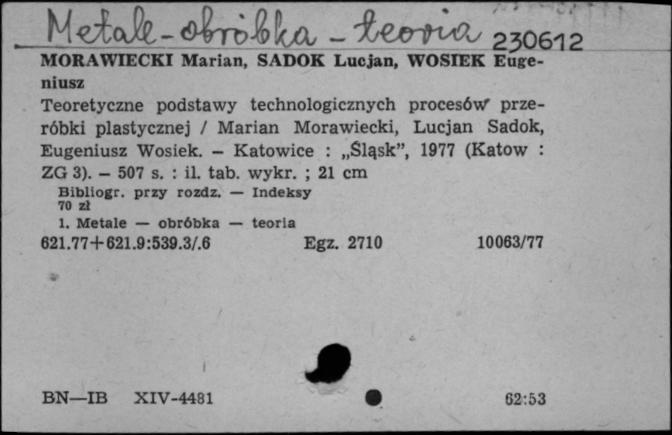 Metale - obróbka - teoria 230612
MORAWIECKI Marian, SADOK Lucjan, WOSIEK Euge-
niusz
Teoretyczne podstawy technologicznych procesów prze-
róbki plastycznej / Marian Morawiecki, Lucjan Sadok,
Eugeniusz Wosiek. — Katowice : „Śląsk”, 1977 (Katow :
ZG 3). — 507 s. : il. tab. wykr. ; 21 cm
Bibliogr. przy rozdz. — Indeksy
70 zł
1. Metale — obróbka — teoria
621.77+621.9:539.3/.6 Egz. 2710 10063/77
BN—IB XIV-4481 62:53